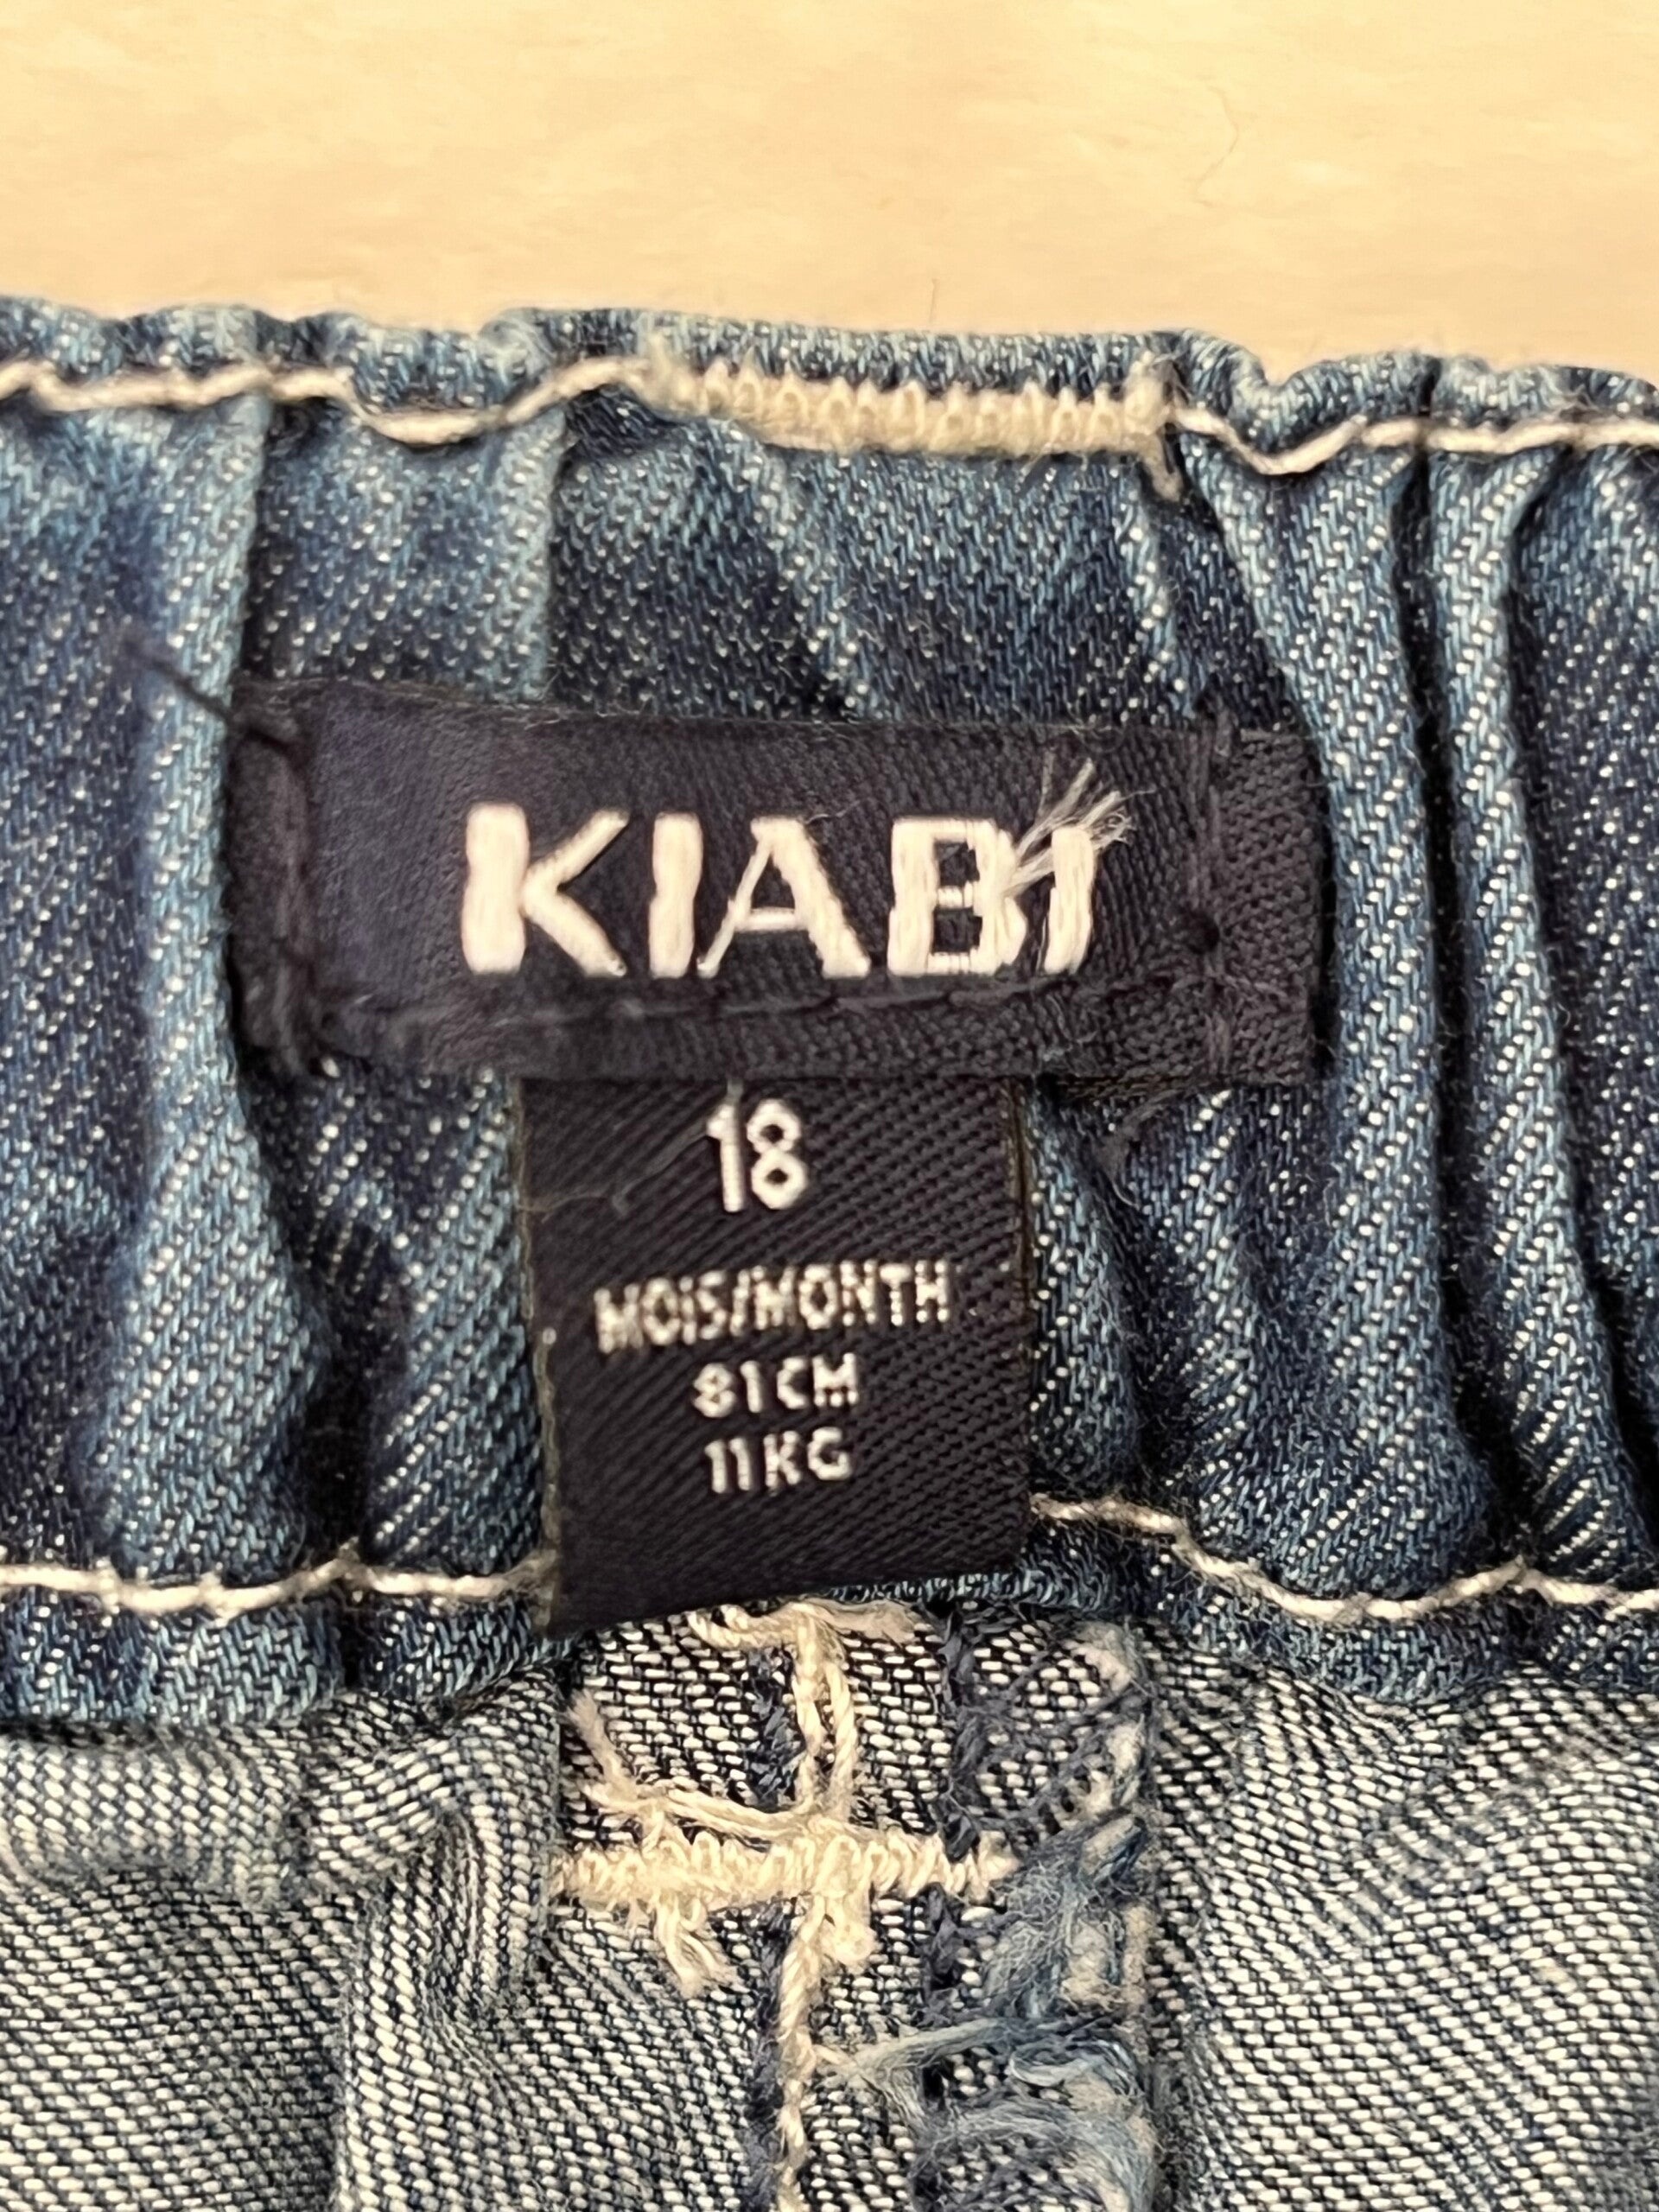 KIABI
18
MOIS/MONTH
81CM
11KG